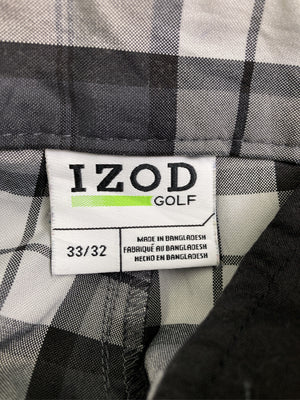 IZOD
GOLF
33/32
MADE IN BANGLADESH
FABRIQUÉ AU BANGLADESH
HECHO EN BANGLADESH